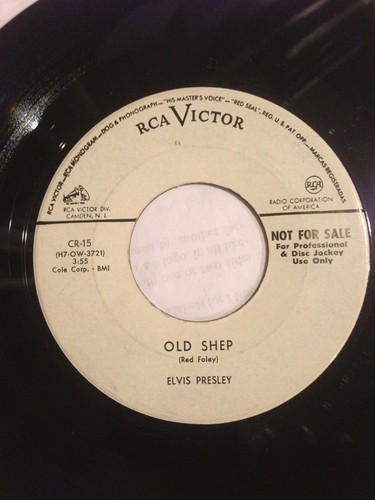 RCA VICTOR-RCA MONOGRAM-DOG & PHONOGRAPH-"HIS MASTER'S VOICE"-"RED SEAL", REG. U.S. PAT. OFF.-MARCAS REGISTRADAS
RCA VICTOR
RCA VICTOR DIV.
CAMDEN, N. J.
RCA
RADIO CORPORATION
OF AMERICA
CR-15
(H7-OW-3721)
3:55
Cole Corp. - BMI
NOT FOR SALE
For Professional
& Disc Jockey
Use Only
OLD SHEP
(Red Foley)
ELVIS PRESLEY